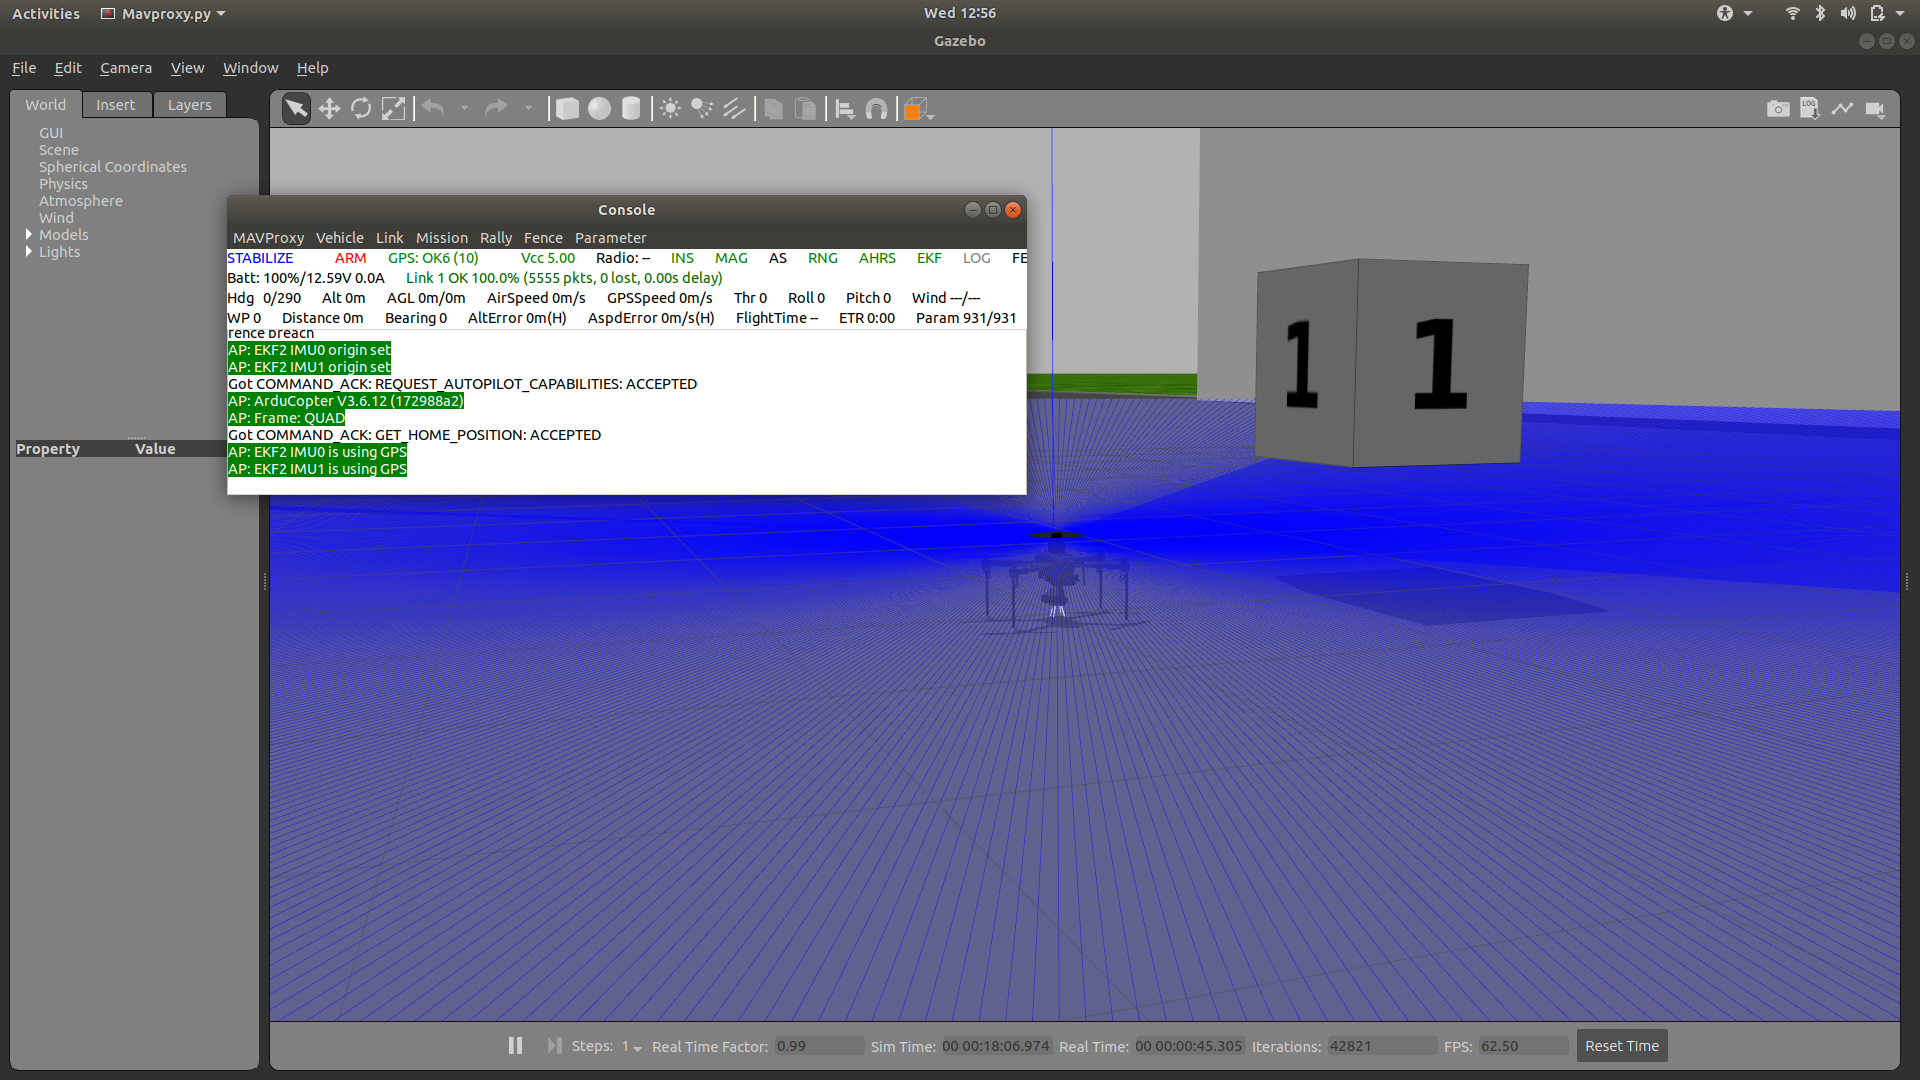 Activities Mavproxy.py Wed 12:56
Gazebo
File Edit Camera View Window Help
World Insert Layers
GUI
Scene
Spherical Coordinates
Physics
Atmosphere
Wind
Models
Lights
Property Value
LOG
Console
MAVProxy Vehicle Link Mission Rally Fence Parameter
STABILIZE ARM GPS: OK6 (10) Vcc 5.00 Radio: -- INS MAG AS RNG AHRS EKF LOG FE
Batt: 100%/12.59V 0.0A Link 1 OK 100.0% (5555 pkts, 0 lost, 0.00s delay)
Hdg 0/290 Alt 0m AGL 0m/0m AirSpeed 0m/s GPSSpeed 0m/s Thr 0 Roll 0 Pitch 0 Wind ---/---
WP 0 Distance 0m Bearing 0 AltError 0m(H) AspdError 0m/s(H) FlightTime -- ETR 0:00 Param 931/931
fence breach
AP: EKF2 IMU0 origin set
AP: EKF2 IMU1 origin set
Got COMMAND_ACK: REQUEST_AUTOPILOT_CAPABILITIES: ACCEPTED
AP: ArduCopter V3.6.12 (172988a2)
AP: Frame: QUAD
Got COMMAND_ACK: GET_HOME_POSITION: ACCEPTED
AP: EKF2 IMU0 is using GPS
AP: EKF2 IMU1 is using GPS
1 1
Steps: 1 Real Time Factor: 0.99 Sim Time: 00 00:18:06.974 Real Time: 00 00:00:45.305 Iterations: 42821 FPS: 62.50 Reset Time